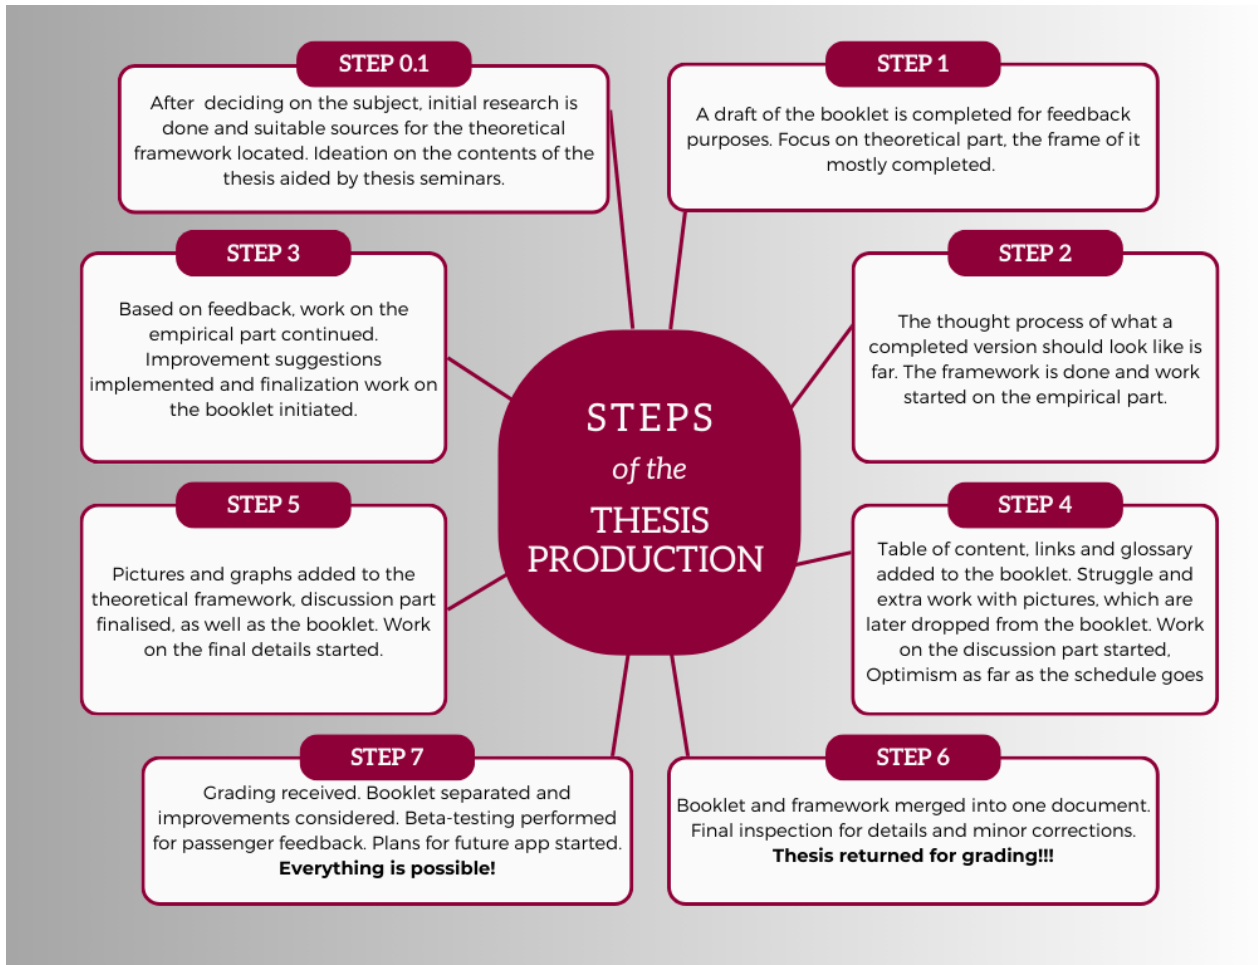 STEP 0.1
After deciding on the subject, initial research is
done and suitable sources for the theoretical
framework located. Ideation on the contents of the
thesis aided by thesis seminars.
STEP 1
A draft of the booklet is completed for feedback
purposes. Focus on theoretical part, the frame of it
mostly completed.
STEP 3
Based on feedback, work on the
empirical part continued.
Improvement suggestions
implemented and finalization work on
the booklet initiated.
STEP 2
The thought process of what a
completed version should look like is
far. The framework is done and work
started on the empirical part.
STEPS
of the
THESIS
PRODUCTION
STEP 5
Pictures and graphs added to the
theoretical framework, discussion part
finalised, as well as the booklet. Work
on the final details started.
STEP 4
Table of content, links and glossary
added to the booklet. Struggle and
extra work with pictures, which are
later dropped from the booklet. Work
on the discussion part started,
Optimism as far as the schedule goes
STEP 7
Grading received. Booklet separated and
improvements considered. Beta-testing performed
for passenger feedback. Plans for future app started.
Everything is possible!
STEP 6
Booklet and framework merged into one document.
Final inspection for details and minor corrections.
Thesis returned for grading!!!